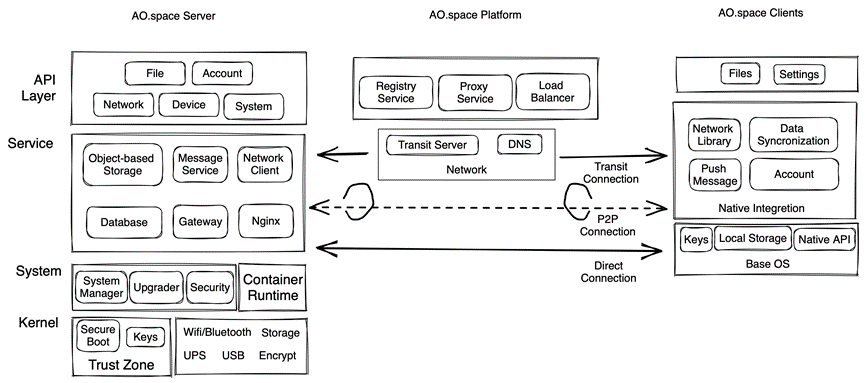 AO.space Server
AO.space Platform
AO.space Clients
API
Layer
File
Account
Network
Device
System
Registry
Service
Proxy
Service
Load
Balancer
Files
Settings
Service
Object-based
Storage
Message
Service
Network
Client
Database
Gateway
Nginx
Transit Server
DNS
Network
Transit
Connection
P2P
Connection
Direct
Connection
Network
Library
Data
Syncronization
Push
Message
Account
Native Integretion
Keys
Local Storage
Native API
Base OS
System
System
Manager
Upgrader
Security
Container
Runtime
Kernel
Secure
Boot
Keys
Trust Zone
Wifi/Bluetooth
Storage
UPS
USB
Encrypt